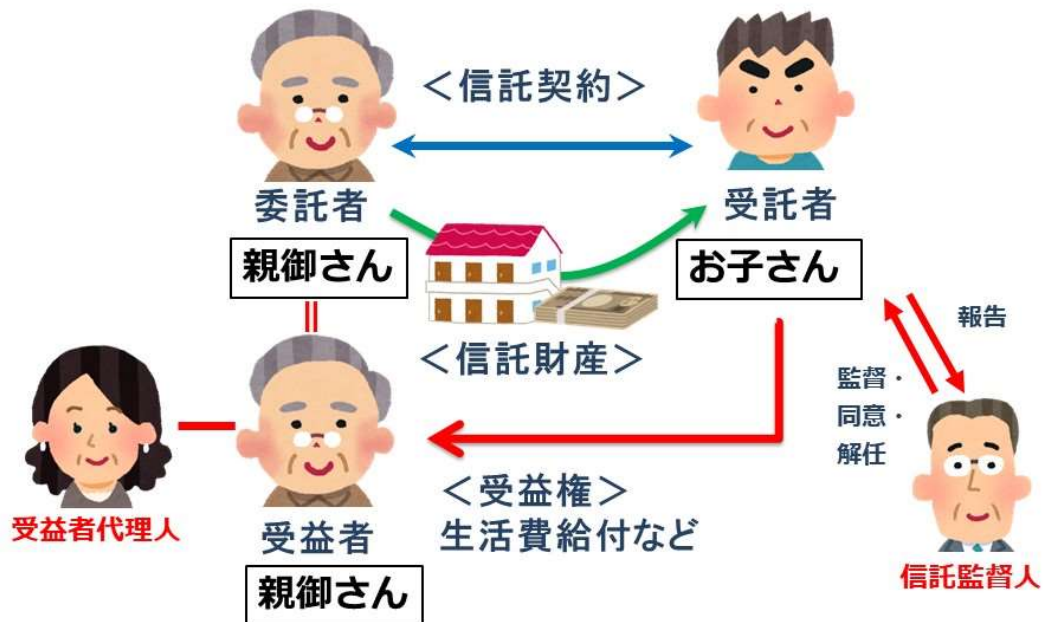 ＜信託契約＞
委託者
受託者
親御さん
お子さん
＜信託財産＞
報告
監督・
同意・
解任
＜受益権＞
生活費給付など
受益者代理人
受益者
親御さん
信託監督人